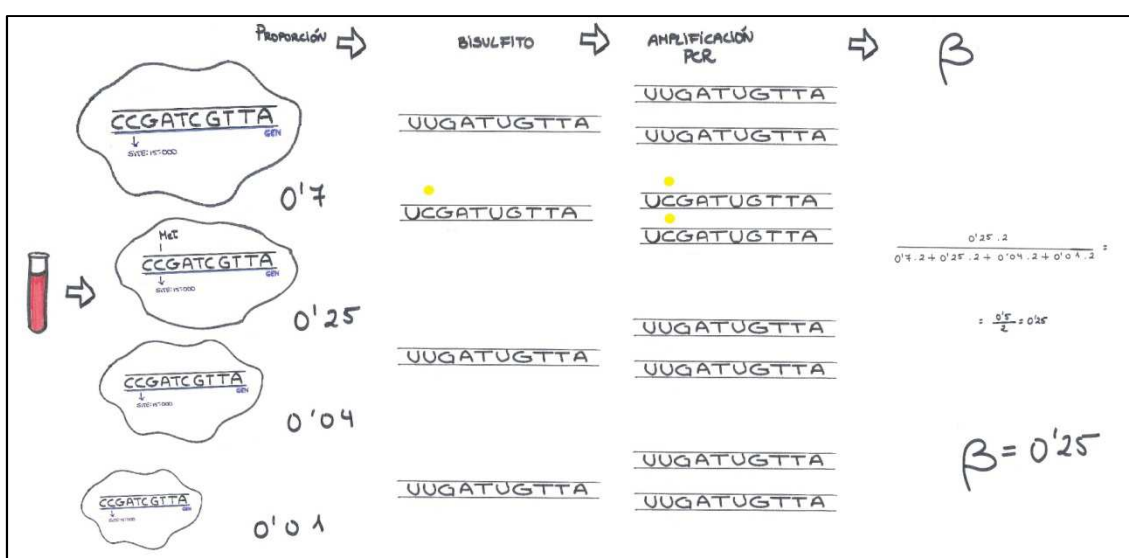 PROPORCIÓN
BISULFITO
AMPLIFICACIÓN
PCR
β
CCGATCGTTA
GEN
0'7
UUGATUGTTA
UUGATUGTTA
UUGATUGTTA
UCGATUGTTA
UCGATUGTTA
UCGATUGTTA
Met
CCGATCGTTA
GEN
0'25
0'25.2
0'7.2+0'25.2+0'04.2+0'01.2
=
= 0'5
2
=0'25
CCGATCGTTA
GEN
0'04
UUGATUGTTA
UUGATUGTTA
UUGATUGTTA
β=0'25
CCGATCGTTA
GEN
0'01
UUGATUGTTA
UUGATUGTTA
UUGATUGTTA